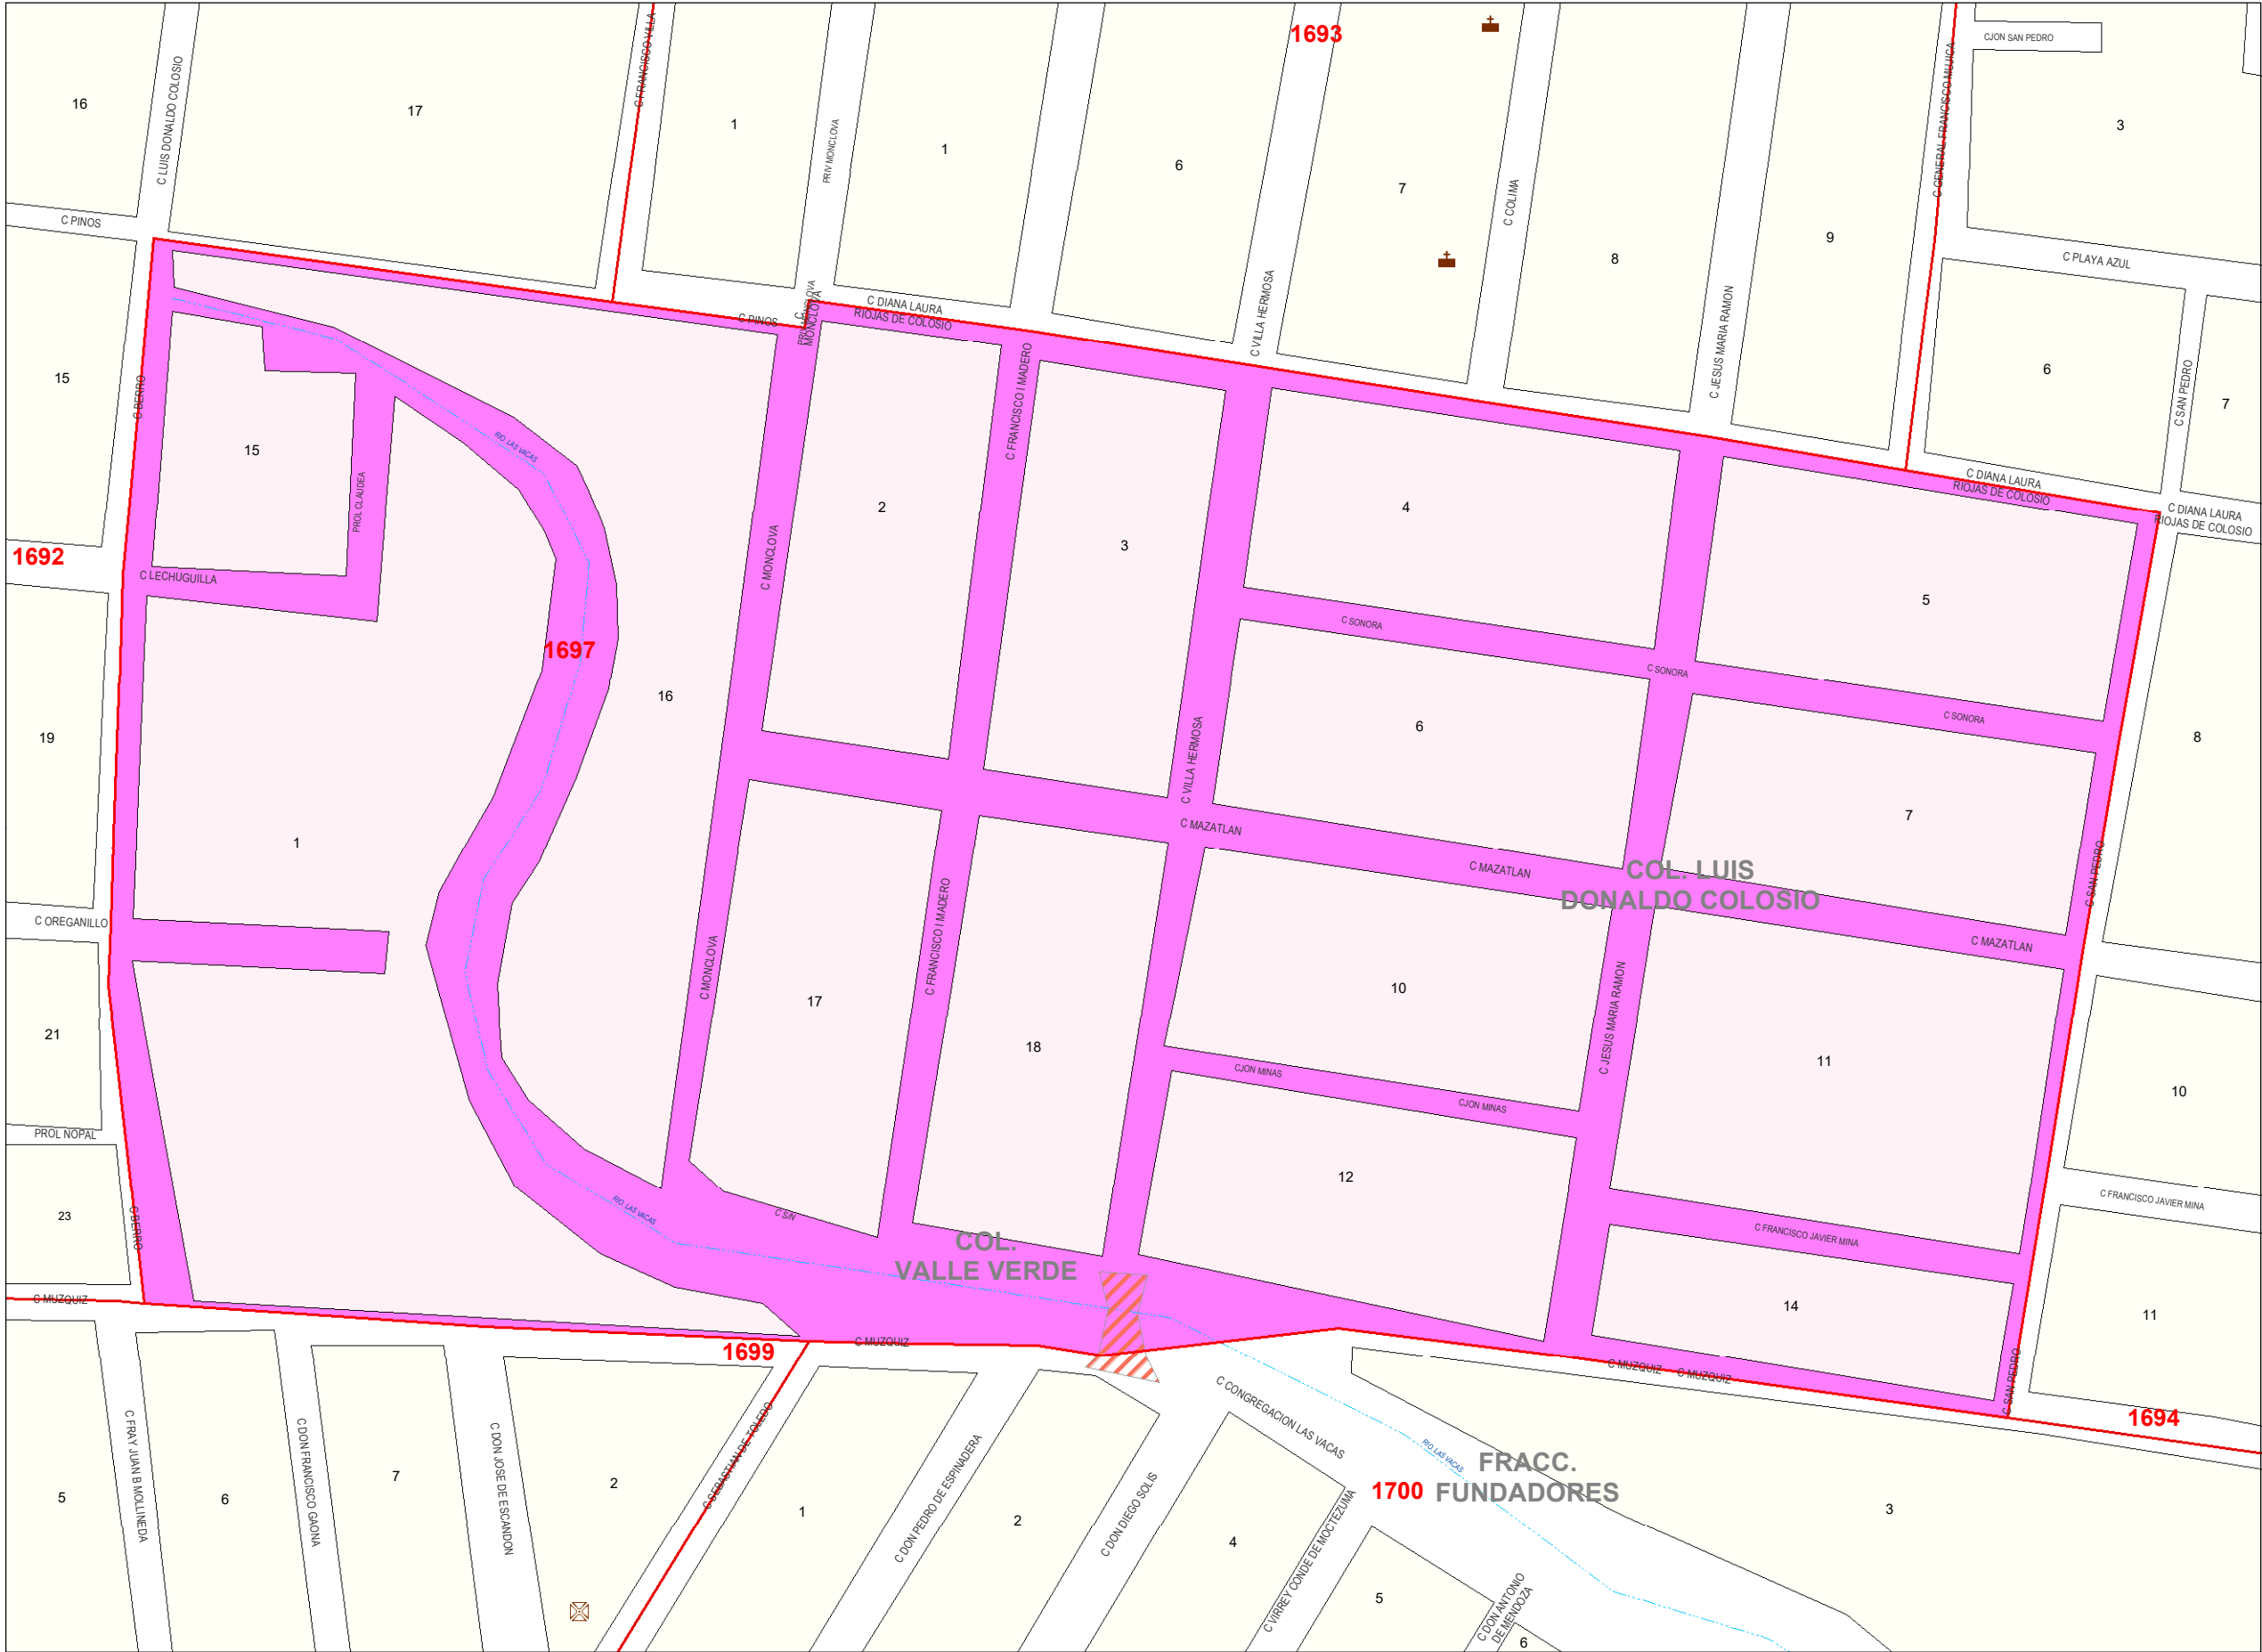 1693
CJON SAN PEDRO
C FRANCISCO VILLA
C LUIS DONALDO COLOSIO
C GENERAL FRANCISCO MUJICA
16
17
1
1
PRIV MONCLOVA
6
7
C COLIMA
8
9
3
C PINOS
C PLAYA AZUL
C VILLA HERMOSA
C JESUS MARIA RAMON
C PINOS
C DIANA LAURA
RIOJAS DE COLOSIO
MONCLOVA
15
C BERRO
15
PROL CLAUDEA
RIO LAS VACAS
C FRANCISCO I MADERO
6
C SAN PEDRO
7
C DIANA LAURA
RIOJAS DE COLOSIO
C DIANA LAURA
RIOJAS DE COLOSIO
2
3
4
5
1692
C LECHUGUILLA
C MONCLOVA
C SONORA
C SONORA
C SONORA
1697
16
19
6
7
8
C VILLA HERMOSA
C MAZATLAN
C MAZATLAN
C MAZATLAN
1
COL. LUIS
DONALDO COLOSIO
C SAN PEDRO
C OREGANILLO
C MONCLOVA
C FRANCISCO I MADERO
17
18
10
C JESUS MARIA RAMON
11
10
21
CJON MINAS
CJON MINAS
PROL NOPAL
12
C FRANCISCO JAVIER MINA
C FRANCISCO JAVIER MINA
23
C BERRO
RIO LAS VACAS
C S/N
COL.
VALLE VERDE
14
11
C MUZQUIZ
C MUZQUIZ
1699
C MUZQUIZ
C MUZQUIZ
C SAN PEDRO
1694
C CONGREGACION LAS VACAS
C FRAY JUAN B MOLLINEDA
C DON FRANCISCO GAONA
C DON JOSE DE ESCANDON
C SEBASTIAN DE TOLEDO
C DON PEDRO DE ESPINADERA
C DON DIEGO SOLIS
C VIRREY CONDE DE MOCTEZUMA
RIO LAS VACAS
FRACC.
FUNDADORES
1700
5
6
7
2
1
2
4
3
5
C DON ANTONIO
DE MENDOZA
6